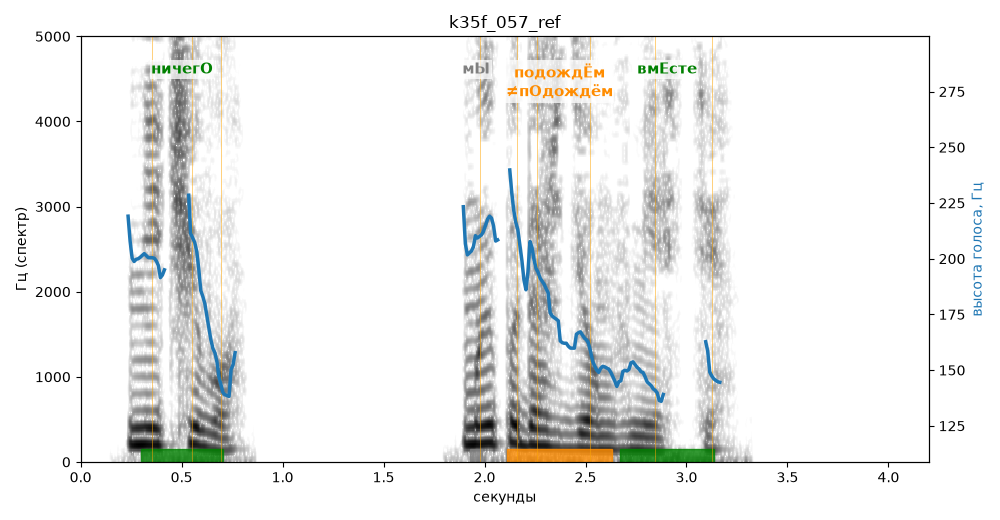 k35f_057_ref
ничегО
мЫ
подождЁм
≠пОдождём
вмЕсте
5000
4000
3000
2000
1000
0
Гц (спектр)
275
250
225
200
175
150
125
высота голоса, Гц
0.0 0.5 1.0 1.5 2.0 2.5 3.0 3.5 4.0
секунды